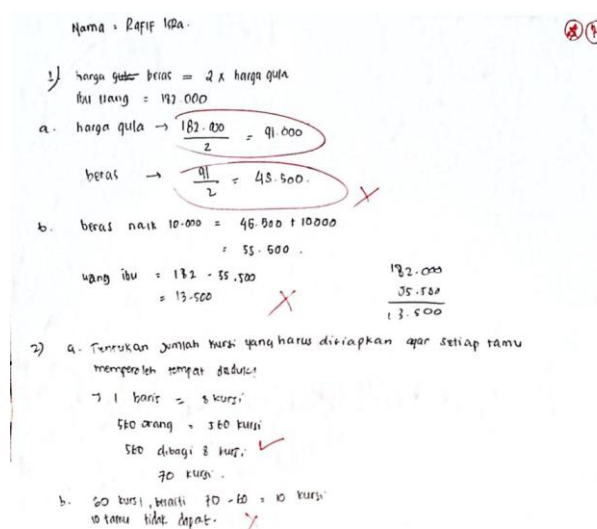 Nama : RAFIF ISRA.
1) harga beras = 2 x harga gula
ibu uang = 182.000
a. harga gula → 182.000 / 2 = 91.000
beras → 91 / 2 = 45.500.
b. beras naik 10.000 = 45.500 + 10000
= 55.500.
uang ibu = 182 - 55.500
= 13.500
182.000
55.500
13.500
2) a. Tentukan jumlah kursi yang harus disiapkan agar setiap tamu
memperoleh tempat duduk!
→ 1 baris = 8 kursi
560 orang = 560 kursi
560 dibagi 8 kursi
70 kursi.
b. 60 kursi, berarti 70 - 60 = 10 kursi
10 tamu tidak dapat.